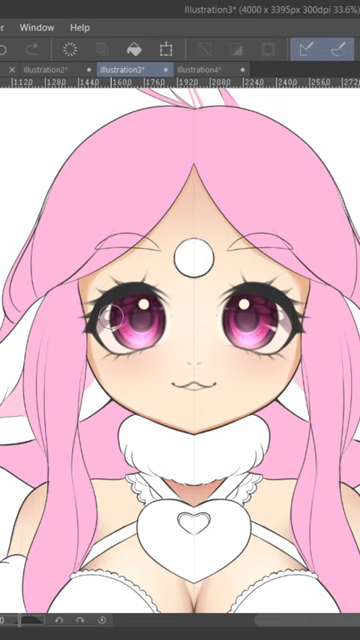 Illustration3* (4000 x 3395px 300dpi 33.6%)
Window Help
Illustration2* Illustration3* Illustration4*
1120 1280 1440 1600 1760 1920 2080 2240 2400 2560